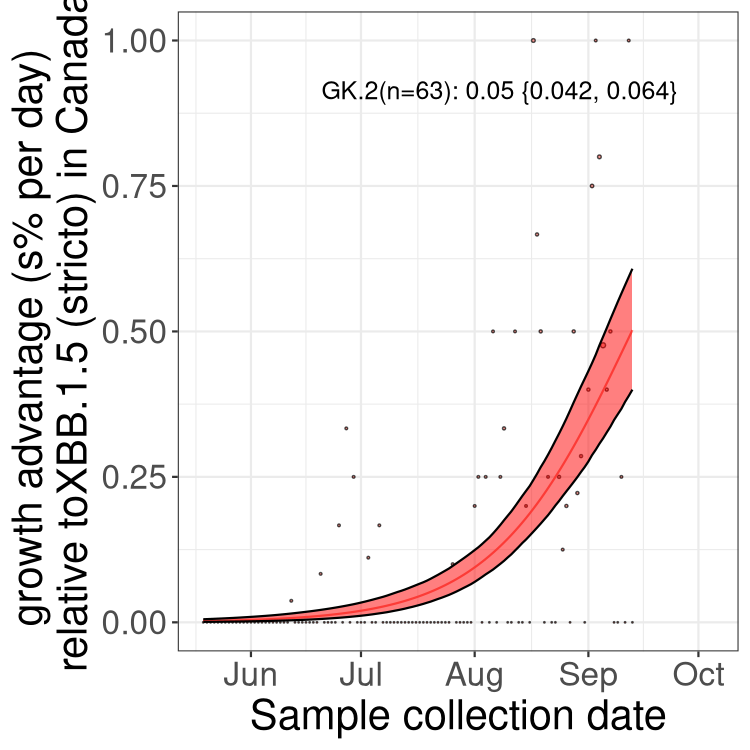 growth advantage (s% per day)
relative toXBB.1.5 (stricto) in Canada
1.00
0.75
0.50
0.25
0.00
GK.2(n=63): 0.05 {0.042, 0.064}
Jun Jul Aug Sep Oct
Sample collection date